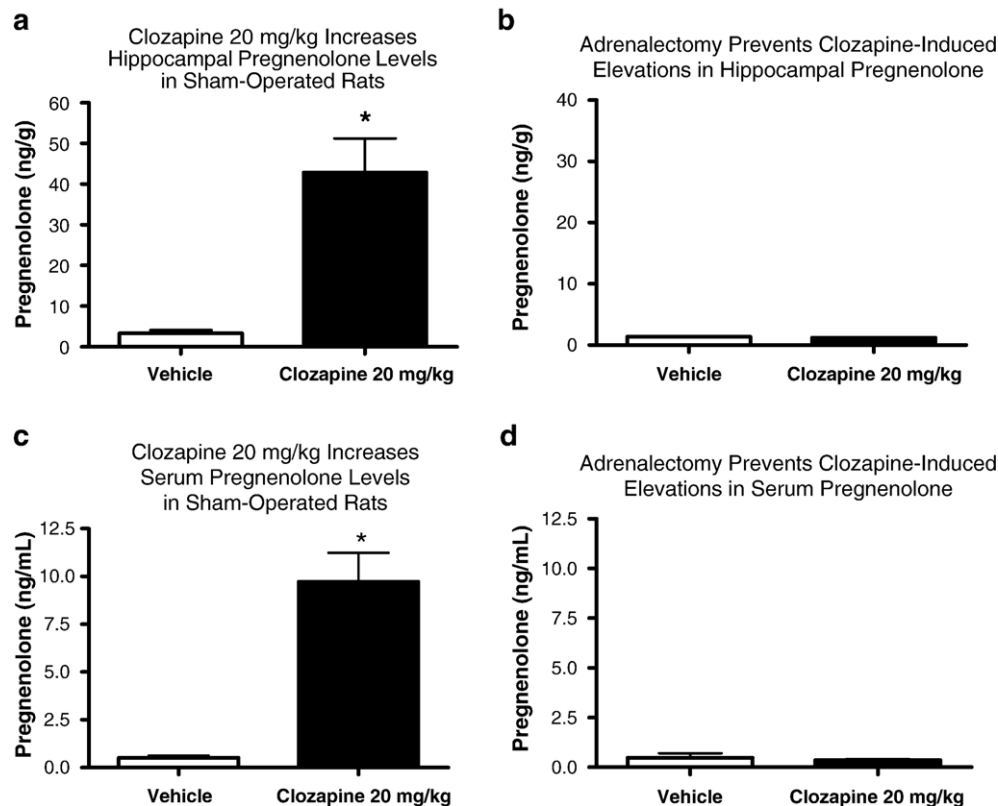 a
Clozapine 20 mg/kg Increases
Hippocampal Pregnenolone Levels
in Sham-Operated Rats
Pregnenolone (ng/g)
60
50
40
30
20
10
0
*
Vehicle
Clozapine 20 mg/kg
b
Adrenalectomy Prevents Clozapine-Induced
Elevations in Hippocampal Pregnenolone
Pregnenolone (ng/g)
40
30
20
10
0
Vehicle
Clozapine 20 mg/kg
c
Clozapine 20 mg/kg Increases
Serum Pregnenolone Levels
in Sham-Operated Rats
Pregnenolone (ng/mL)
12.5
10.0
7.5
5.0
2.5
0.0
*
Vehicle
Clozapine 20 mg/kg
d
Adrenalectomy Prevents Clozapine-Induced
Elevations in Serum Pregnenolone
Pregnenolone (ng/mL)
12.5
10.0
7.5
5.0
2.5
0.0
Vehicle
Clozapine 20 mg/kg